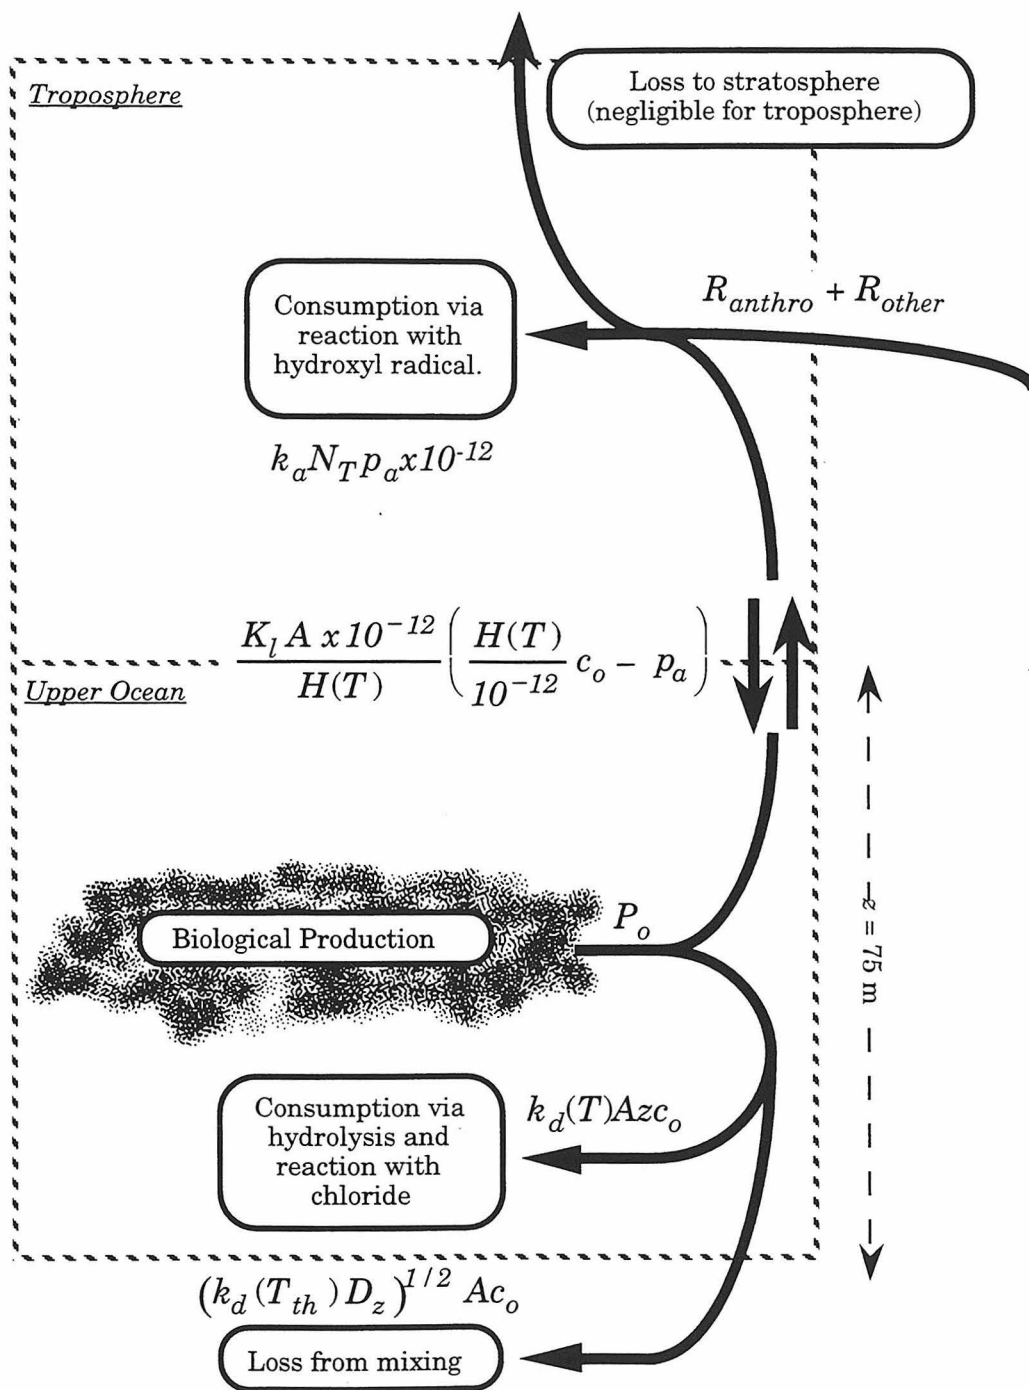 Troposphere
Loss to stratosphere
(negligible for troposphere)
R_anthro + R_other
Consumption via
reaction with
hydroxyl radical.
k_a N_T p_a x10^-12
K_l A x 10^-12 / H(T) ( H(T) / 10^-12 c_o - p_a )
Upper Ocean
z = 75 m
Biological Production
P_o
Consumption via
hydrolysis and
reaction with
chloride
k_d(T)Azc_o
(k_d(T_th)D_z)^1/2 Ac_o
Loss from mixing